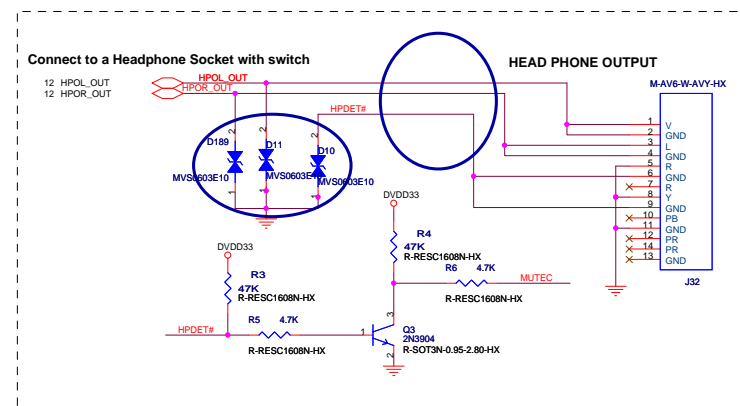 Connect to a Headphone Socket with switch
HEAD PHONE OUTPUT
12 HPOL_OUT
HPOL_OUT
12 HPOR_OUT
HPOR_OUT
M-AV6-W-AVY-HX
HPDET#
1 V
2 GND
3 L
4 GND
5 R
6 GND
7 R
8 Y
9 GND
10 PB
11 GND
12 PR
14 PR
13 GND
J32
2 2 2
D189
D11
D10
MVS0603E10
MVS0603E10
MVS0603E10
1 1 1
DVDD33
R4
47K
R-RESC1608N-HX
DVDD33
R3
47K
R-RESC1608N-HX
R6 4.7K
MUTEC
R-RESC1608N-HX
HPDET#
R5 4.7K
R-RESC1608N-HX
3
1
2
Q3
2N3904
R-SOT3N-0.95-2.80-HX